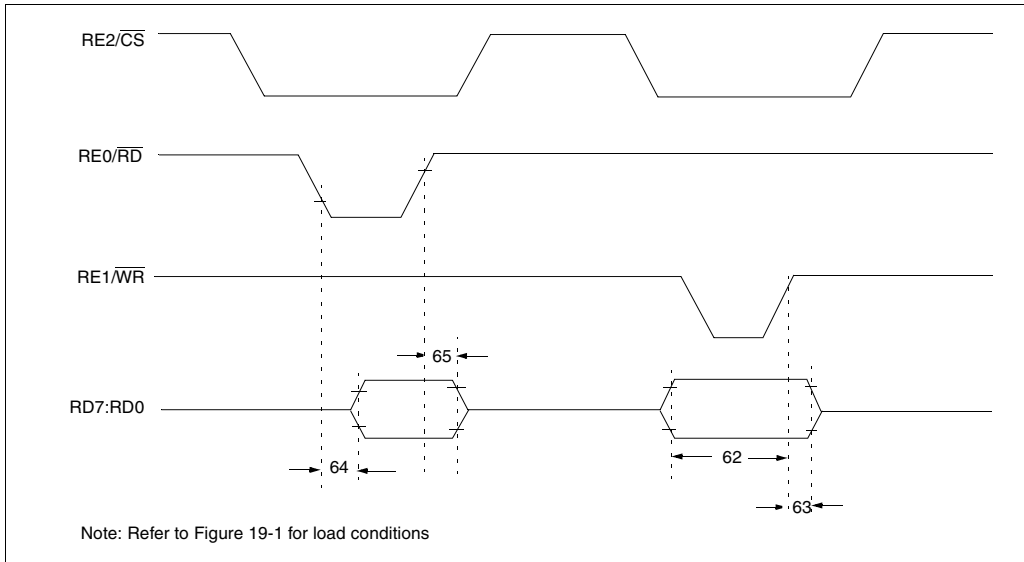 RE2/CS
RE0/RD
RE1/WR
65
RD7:RD0
64
62
63
Note: Refer to Figure 19-1 for load conditions